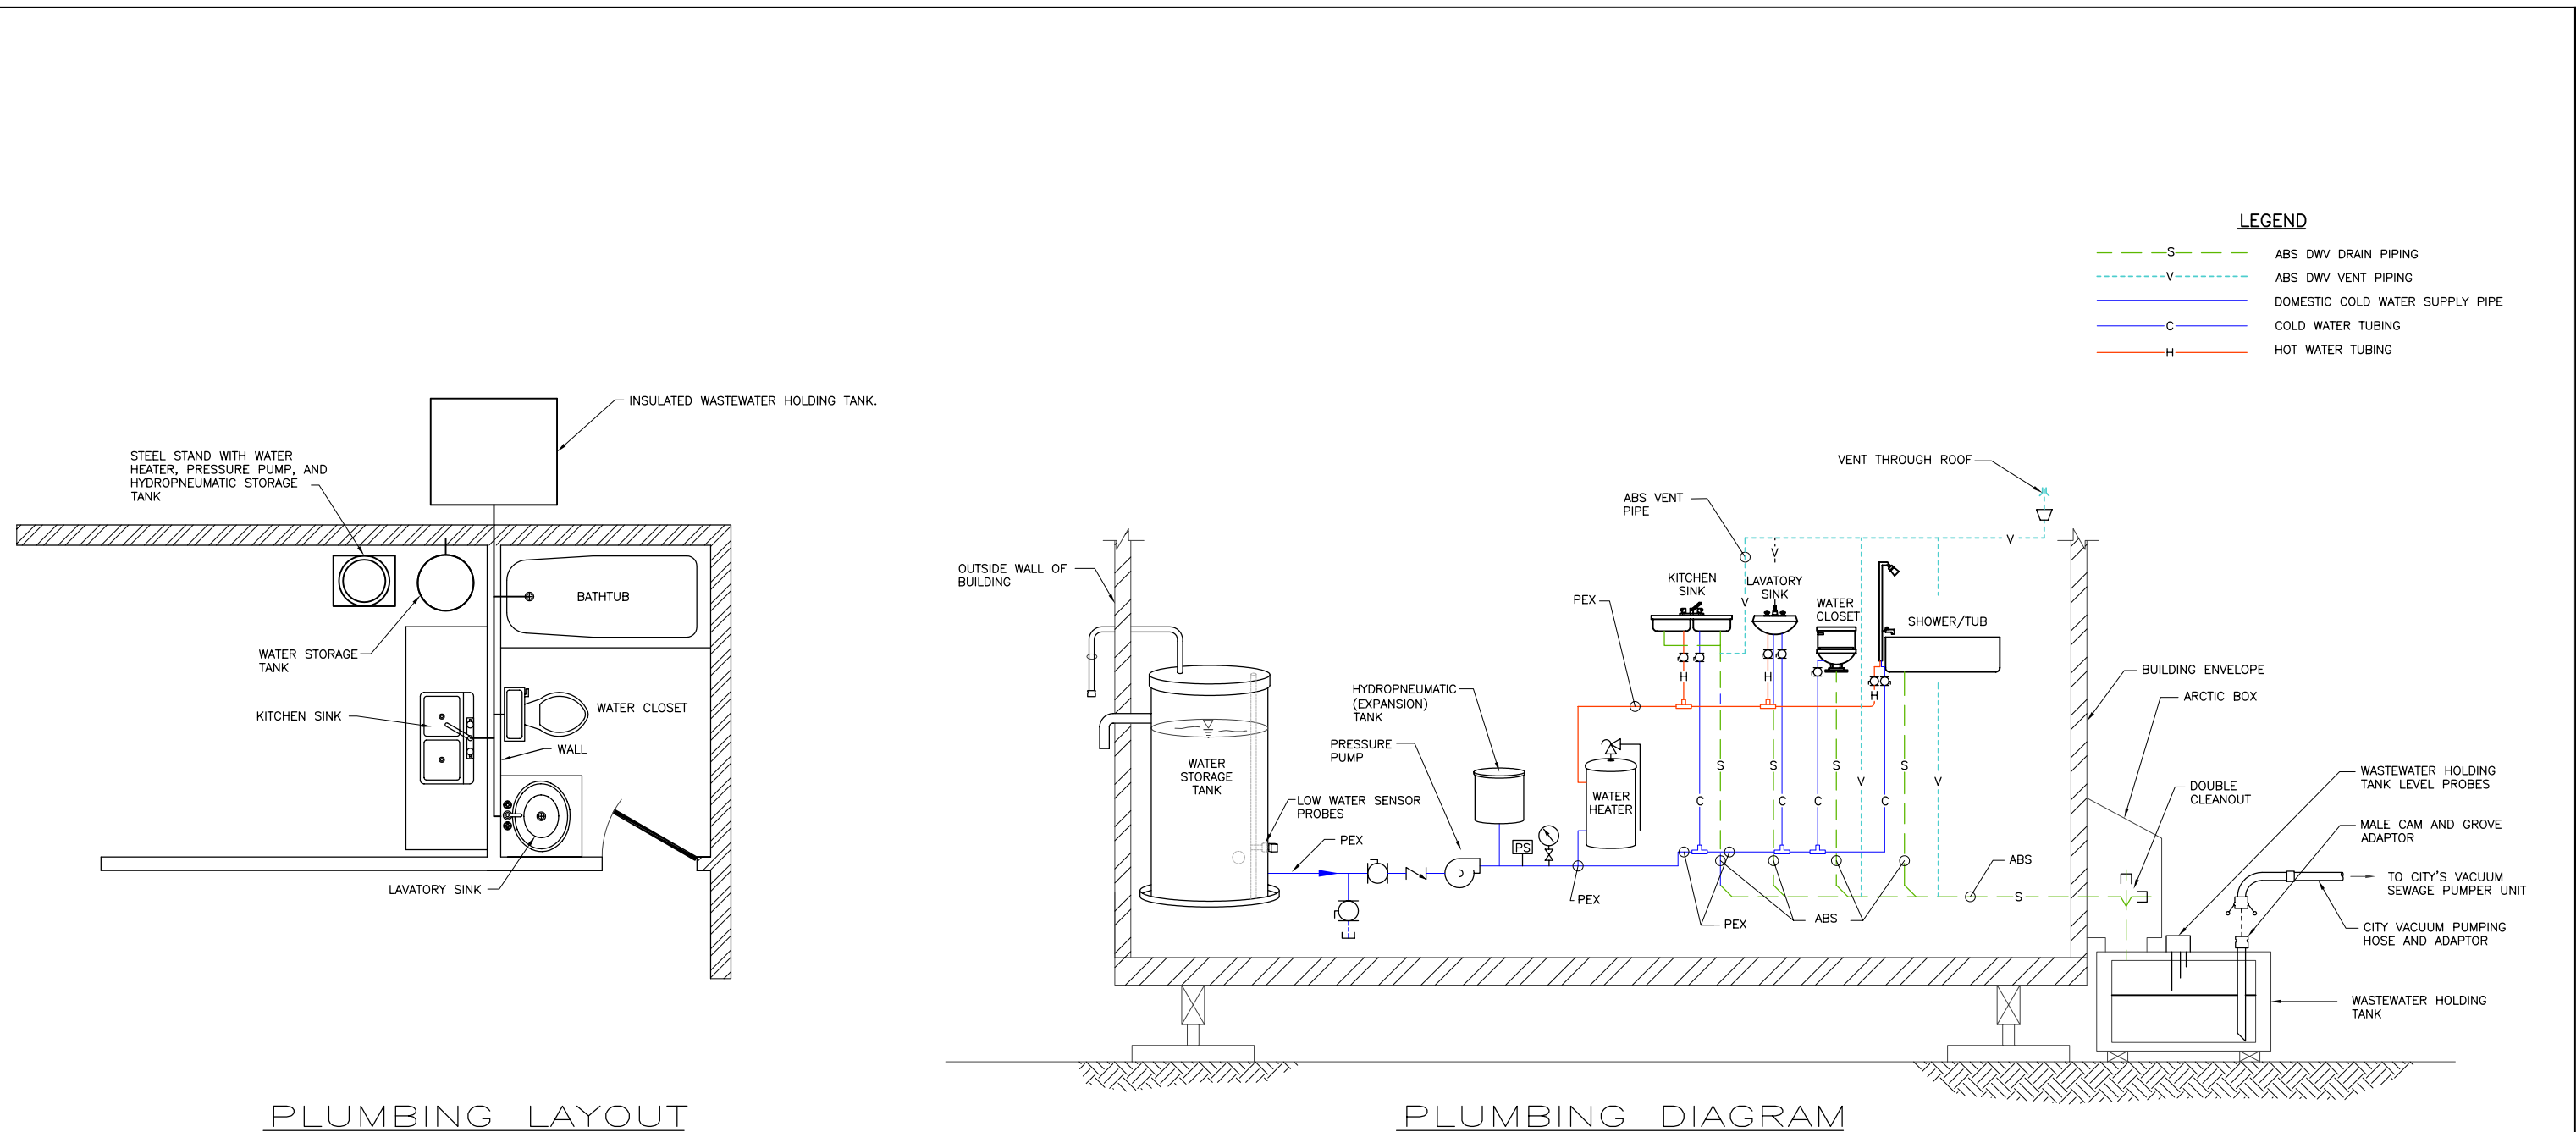 LEGEND
S
ABS DWV DRAIN PIPING
V
ABS DWV VENT PIPING
DOMESTIC COLD WATER SUPPLY PIPE
C
COLD WATER TUBING
H
HOT WATER TUBING
INSULATED WASTEWATER HOLDING TANK.
STEEL STAND WITH WATER
HEATER, PRESSURE PUMP, AND
HYDROPNEUMATIC STORAGE
TANK
BATHTUB
WATER STORAGE
TANK
KITCHEN SINK
WATER CLOSET
WALL
LAVATORY SINK
PLUMBING LAYOUT
VENT THROUGH ROOF
ABS VENT
PIPE
V
V
OUTSIDE WALL OF
BUILDING
KITCHEN
SINK
LAVATORY
SINK
PEX
V
WATER
CLOSET
SHOWER/TUB
BUILDING ENVELOPE
ARCTIC BOX
H
H
H
HYDROPNEUMATIC
(EXPANSION)
TANK
PRESSURE
PUMP
WATER
STORAGE
TANK
S
S
S
S
V
V
WATER
HEATER
C
C
C
C
LOW WATER SENSOR
PROBES
PEX
PS
PEX
PEX
ABS
ABS
S
DOUBLE
CLEANOUT
WASTEWATER HOLDING
TANK LEVEL PROBES
MALE CAM AND GROVE
ADAPTOR
TO CITY'S VACUUM
SEWAGE PUMPER UNIT
CITY VACUUM PUMPING
HOSE AND ADAPTOR
WASTEWATER HOLDING
TANK
PLUMBING DIAGRAM